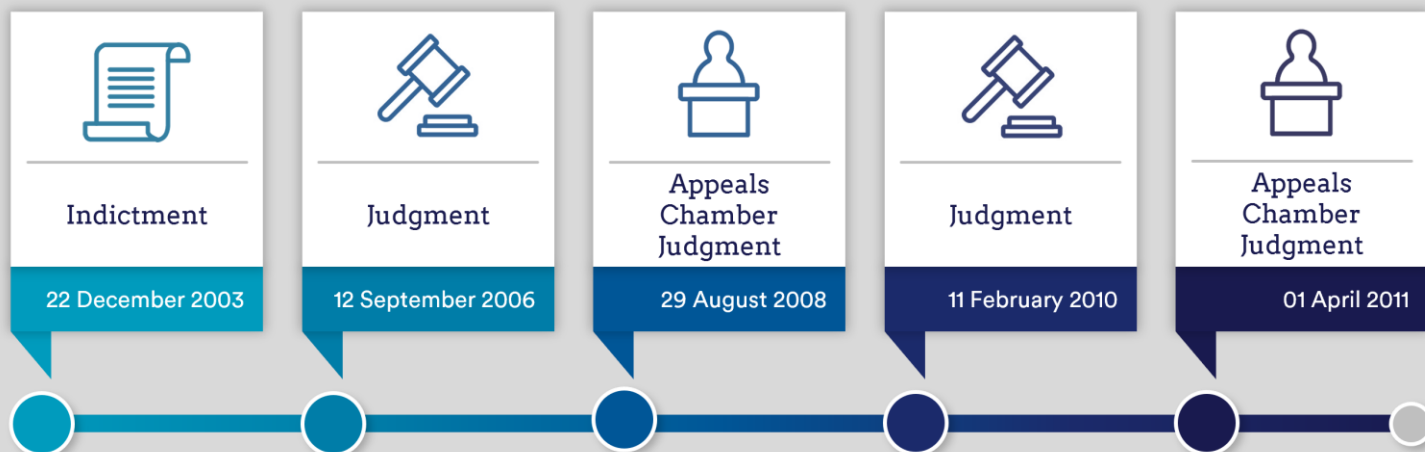 Indictment
22 December 2003
Judgment
12 September 2006
Appeals
Chamber
Judgment
29 August 2008
Judgment
11 February 2010
Appeals
Chamber
Judgment
01 April 2011